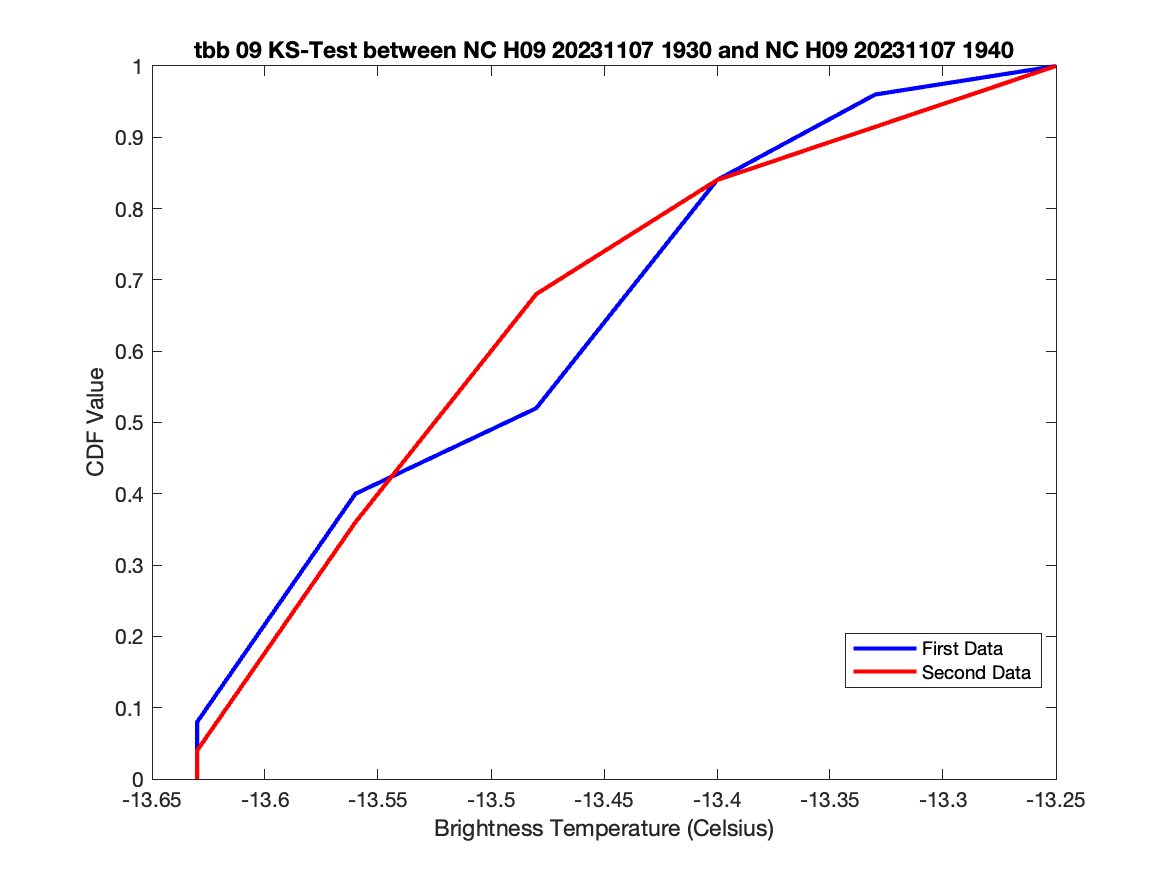 tbb 09 KS-Test between NC H09 20231107 1930 and NC H09 20231107 1940
1
0.9
0.8
0.7
0.6
0.5
0.4
0.3
0.2
0.1
0
CDF Value
First Data
Second Data
-13.65 -13.6 -13.55 -13.5 -13.45 -13.4 -13.35 -13.3 -13.25
Brightness Temperature (Celsius)